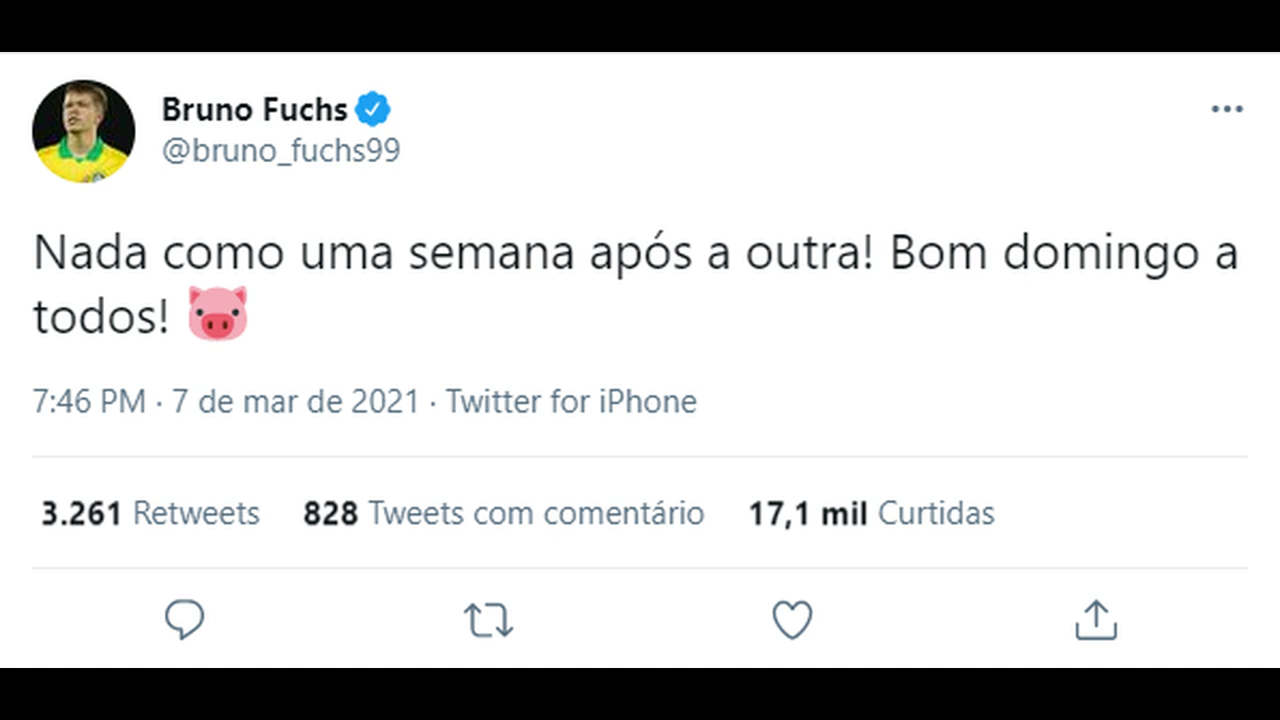 Bruno Fuchs
@bruno_fuchs99
Nada como uma semana após a outra! Bom domingo a
todos! 🐷
7:46 PM · 7 de mar de 2021 · Twitter for iPhone
3.261 Retweets 828 Tweets com comentário 17,1 mil Curtidas